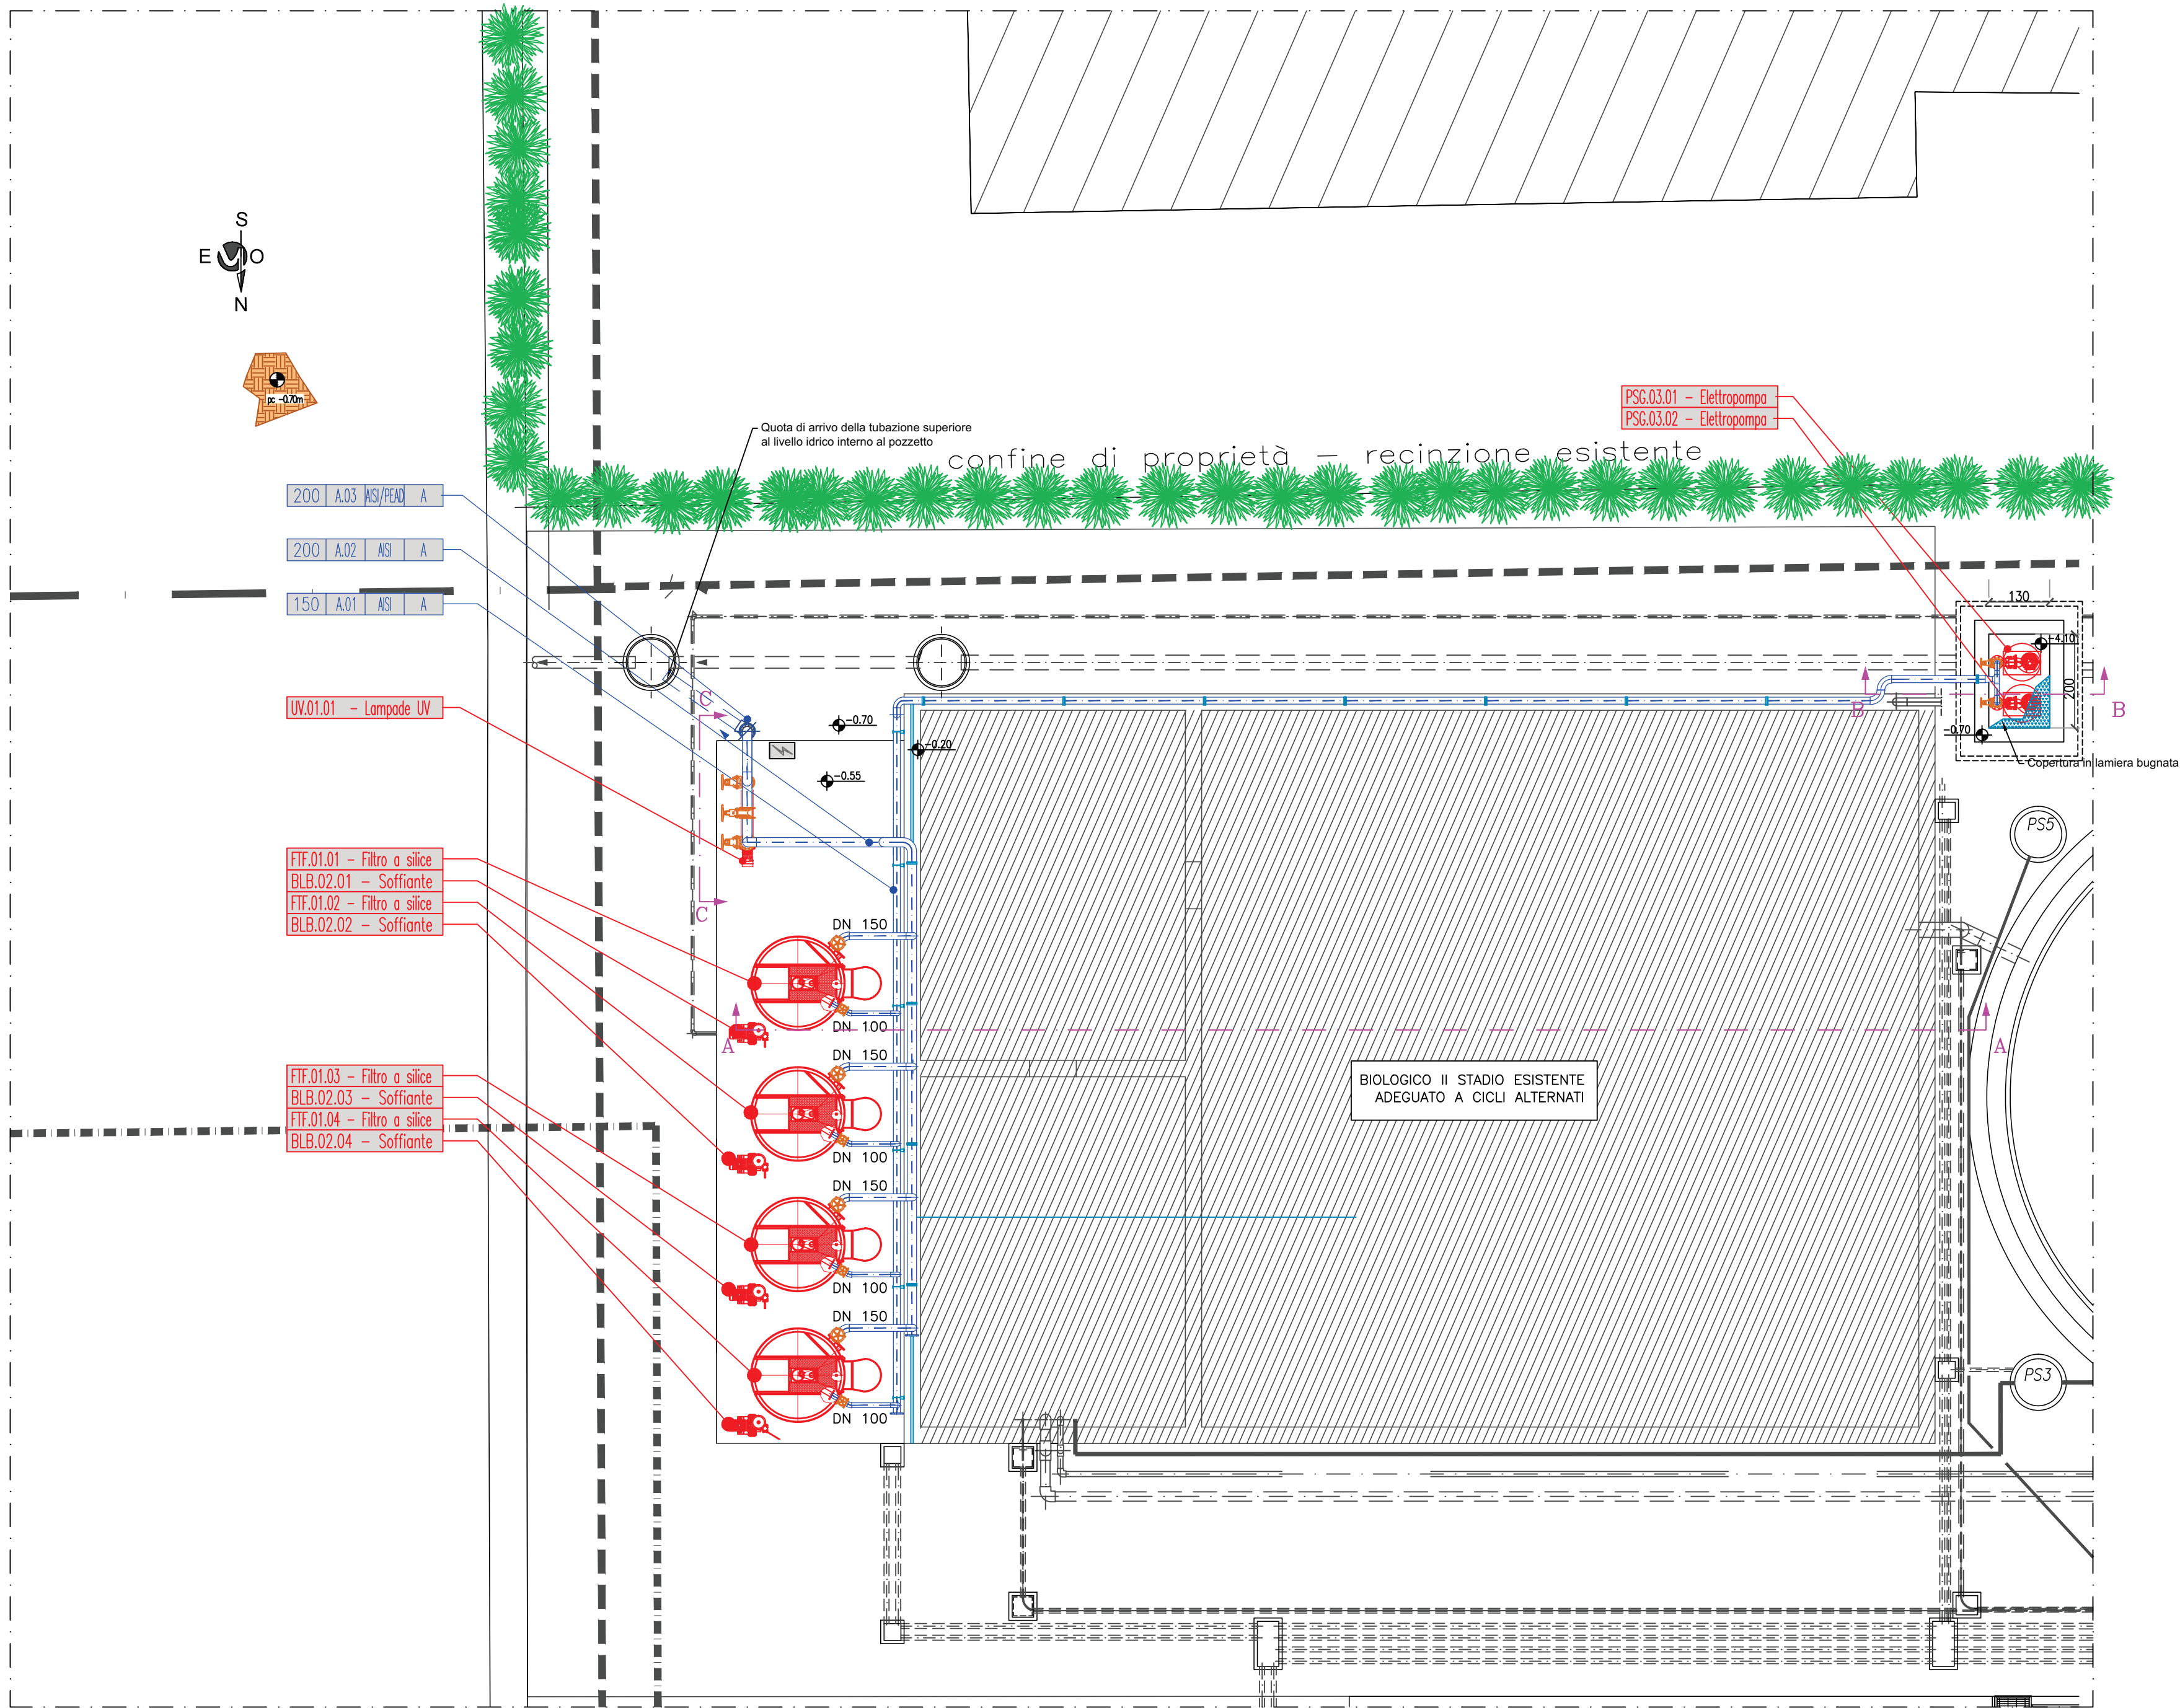 S
E O
N
pc -0.70m
Quota di arrivo della tubazione superiore
al livello idrico interno al pozzetto
PSG.03.01 - Elettropompa
PSG.03.02 - Elettropompa
confine di proprietà — recinzione esistente
200 A.03 AISI/PEAD A
200 A.02 AISI A
150 A.01 AISI A
130
-4.10
200
B
B
-0.70
Copertura in lamiera bugnata
UV.01.01 - Lampade UV
C
-0.70
-0.20
-0.55
C
PS5
FTF.01.01 - Filtro a silice
BLB.02.01 - Soffiante
FTF.01.02 - Filtro a silice
BLB.02.02 - Soffiante
DN 150
DN 100
A
A
DN 150
FTF.01.03 - Filtro a silice
BLB.02.03 - Soffiante
FTF.01.04 - Filtro a silice
BLB.02.04 - Soffiante
BIOLOGICO II STADIO ESISTENTE
ADEGUATO A CICLI ALTERNATI
DN 100
DN 150
DN 100
DN 150
DN 100
PS3